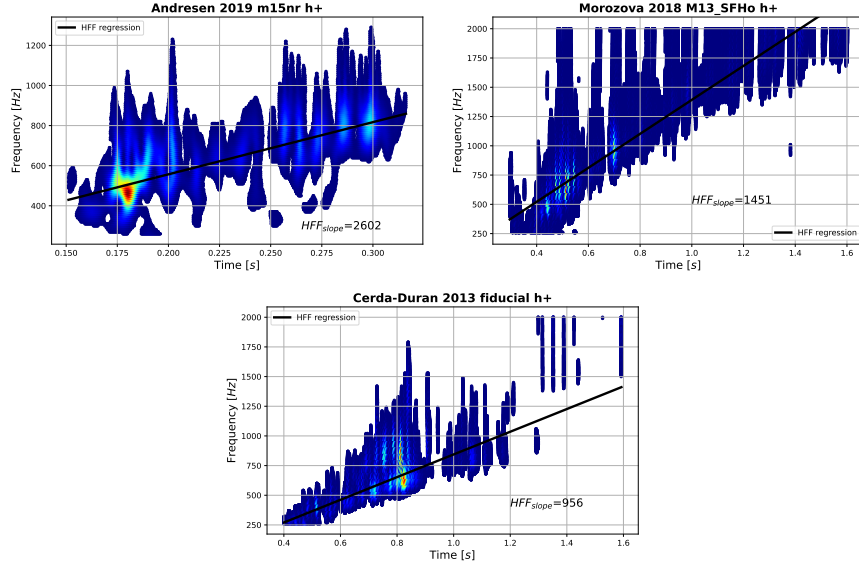 Andresen 2019 m15nr h+
HFF regression
Frequency [Hz]
1200
1000
800
600
400
HFF_slope=2602
0.150 0.175 0.200 0.225 0.250 0.275 0.300
Time [s]
Morozova 2018 M13_SFHo h+
Frequency [Hz]
2000
1750
1500
1250
1000
750
500
250
HFF_slope=1451
HFF regression
0.4 0.6 0.8 1.0 1.2 1.4 1.6
Time [s]
Cerda-Duran 2013 fiducial h+
HFF regression
Frequency [Hz]
2000
1750
1500
1250
1000
750
500
250
HFF_slope=956
0.4 0.6 0.8 1.0 1.2 1.4 1.6
Time [s]